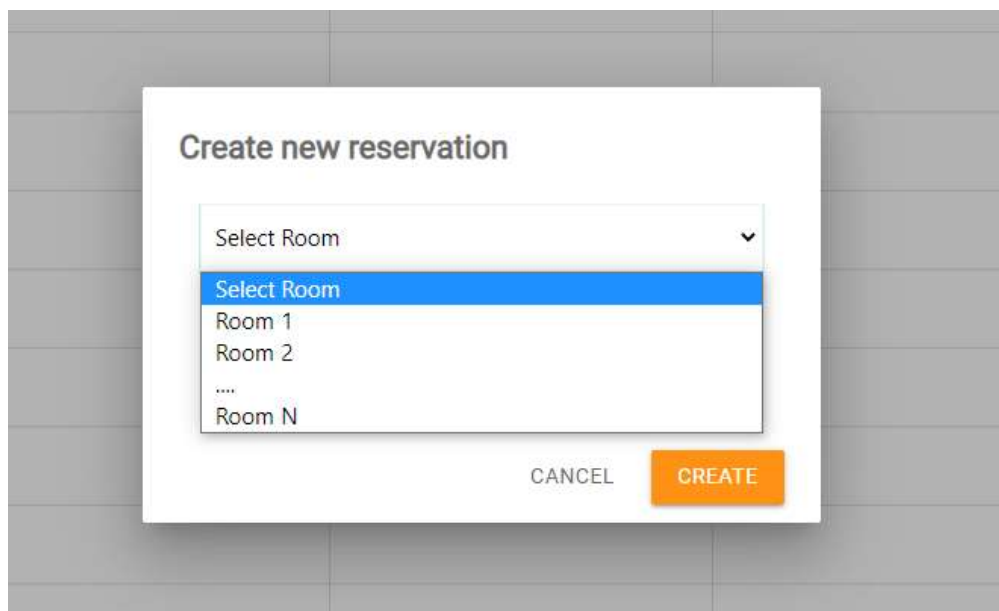 Create new reservation
Select Room
Select Room
Room 1
Room 2
....
Room N
CANCEL CREATE